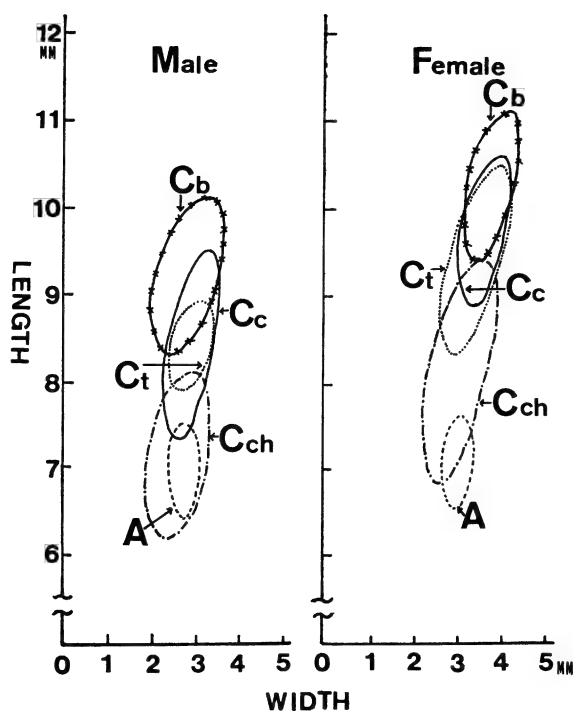 12
MM
11
10
9
8
7
6
LENGTH
Male
Female
Cb
Cc
Ct
Cch
A
Cb
Ct
Cc
Cch
A
0 1 2 3 4 5 0 1 2 3 4 5 MM
WIDTH